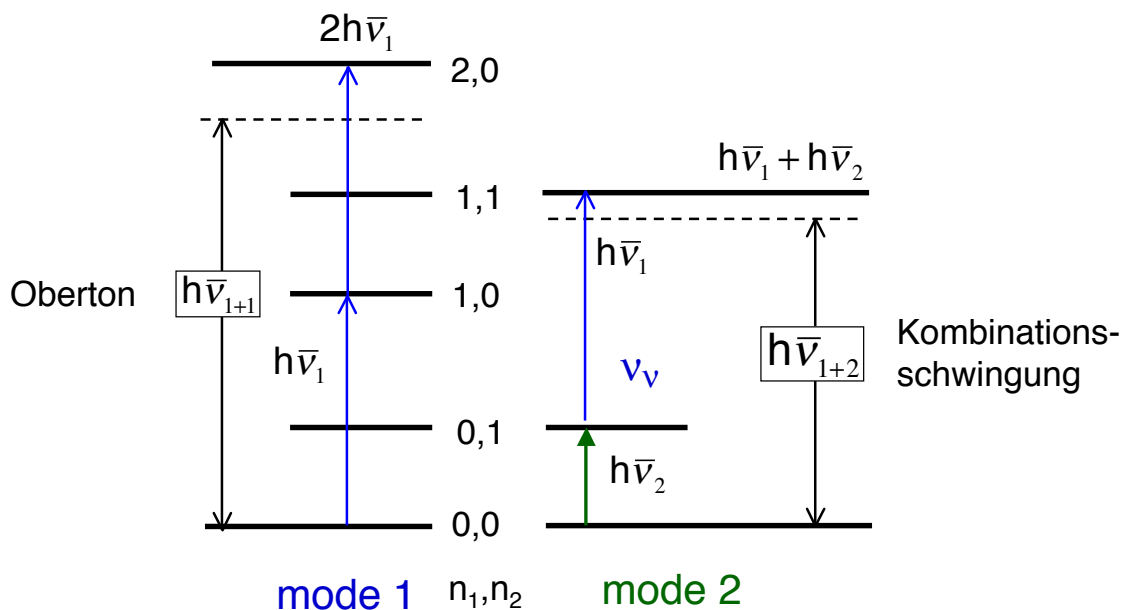 2hν̅₁
2,0
hν̅₁ + hν̅₂
1,1
hν̅₁
Oberton
hν̅₁₊₁
1,0
Kombinations-
schwingung
hν̅₁
νᵥ
hν̅₁₊₂
0,1
hν̅₂
0,0
mode 1
n₁,n₂
mode 2